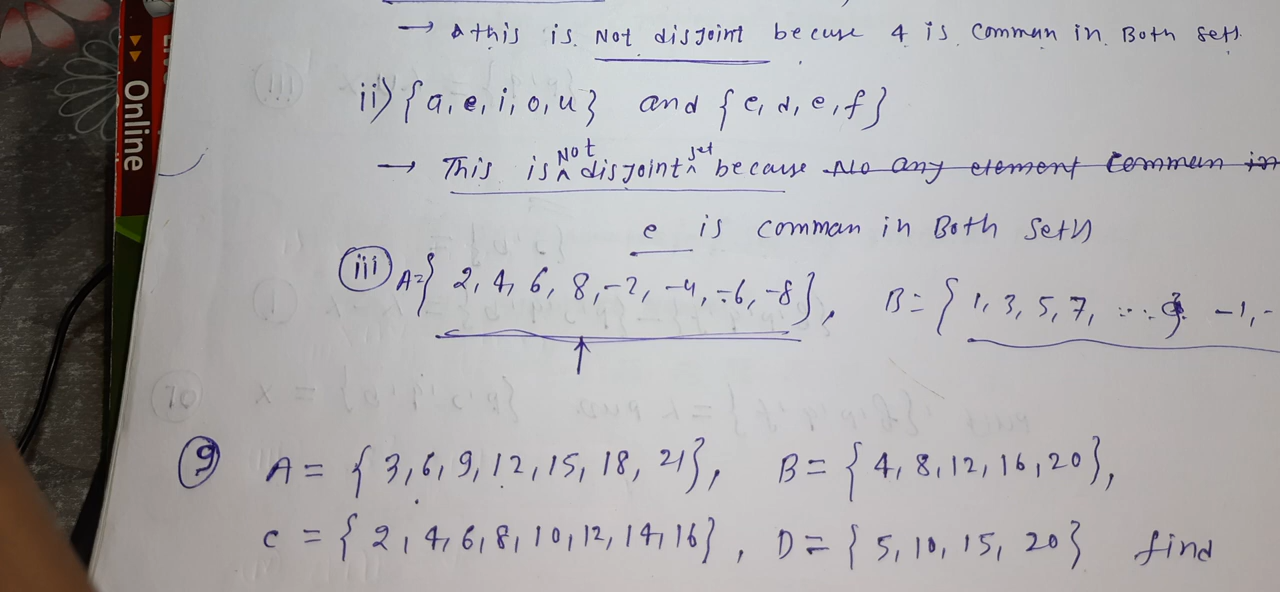 → this is Not disjoint becuse 4 is comman in Both sets.
ii) {a, e, i, o, u} and {e, d, e, f}
→ This is Not disjoint set because No any element comman in
e is comman in Both sets
iii) A={ 2, 4, 6, 8, -2, -4, -6, -8}, B={ 1, 3, 5, 7, ... -1, -
9 A = {3, 6, 9, 12, 15, 18, 21}, B = {4, 8, 12, 16, 20},
C = {2, 4, 6, 8, 10, 12, 14, 16}, D = {5, 10, 15, 20} find
Online